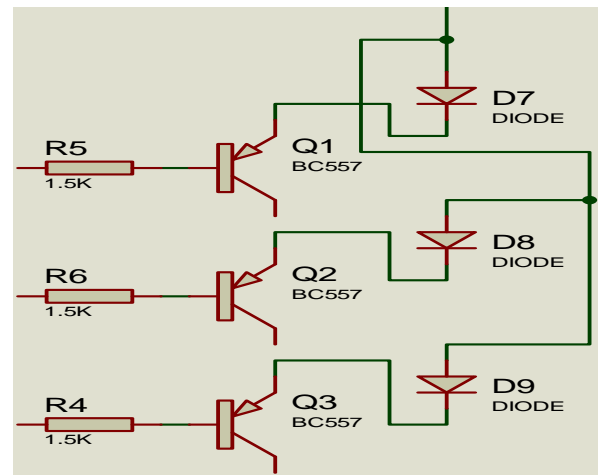 D7
DIODE
R5
1.5K
Q1
BC557
D8
DIODE
R6
1.5K
Q2
BC557
D9
DIODE
R4
1.5K
Q3
BC557